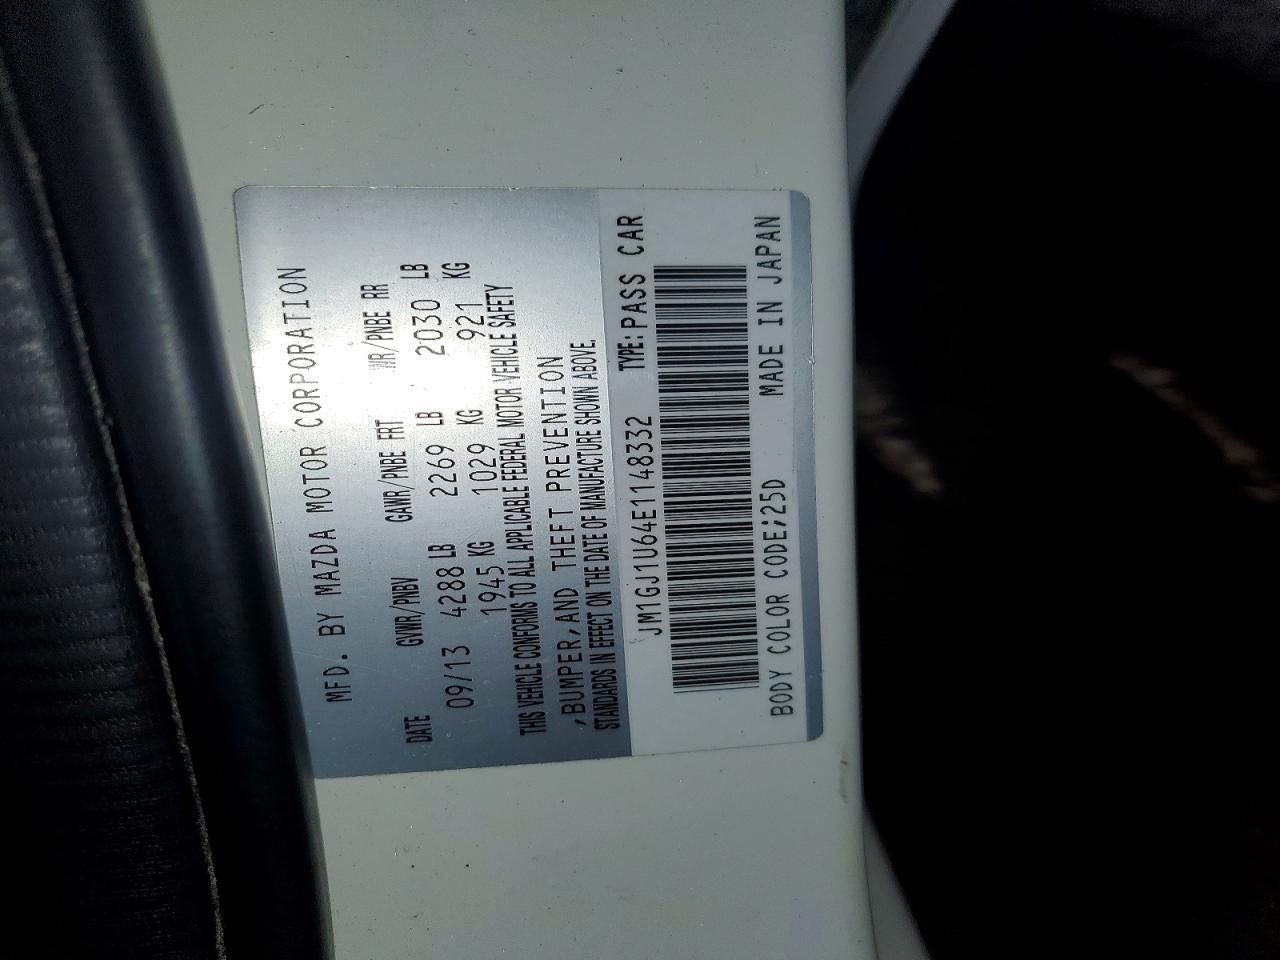 MFD. BY MAZDA MOTOR CORPORATION
DATE GVWR/PNBV GAWR/PNBE FRT WR/PNBE RR
09/13 4288 LB 2269 LB 2030 LB
1945 KG 1029 KG 921 KG
THIS VEHICLE CONFORMS TO ALL APPLICABLE FEDERAL MOTOR VEHICLE SAFETY
,BUMPER,AND THEFT PREVENTION
STANDARDS IN EFFECT ON THE DATE OF MANUFACTURE SHOWN ABOVE.
JM1GJ1U64E1148332 TYPE:PASS CAR
BODY COLOR CODE;25D MADE IN JAPAN